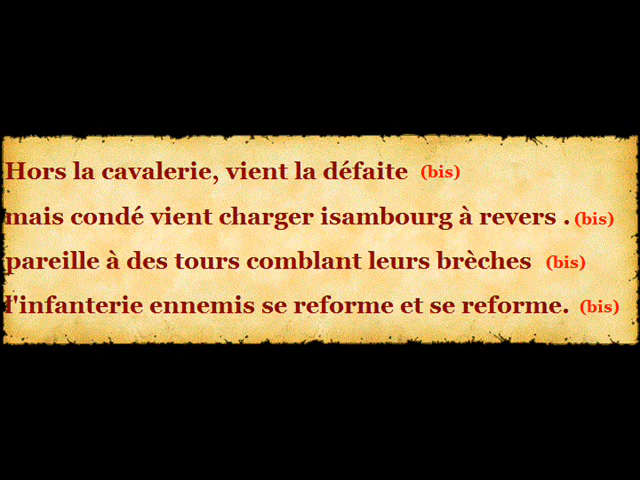 Hors la cavalerie, vient la défaite (bis)
mais condé vient charger isambourg à revers . (bis)
pareille à des tours comblant leurs brèches (bis)
l'infanterie ennemis se reforme et se reforme. (bis)